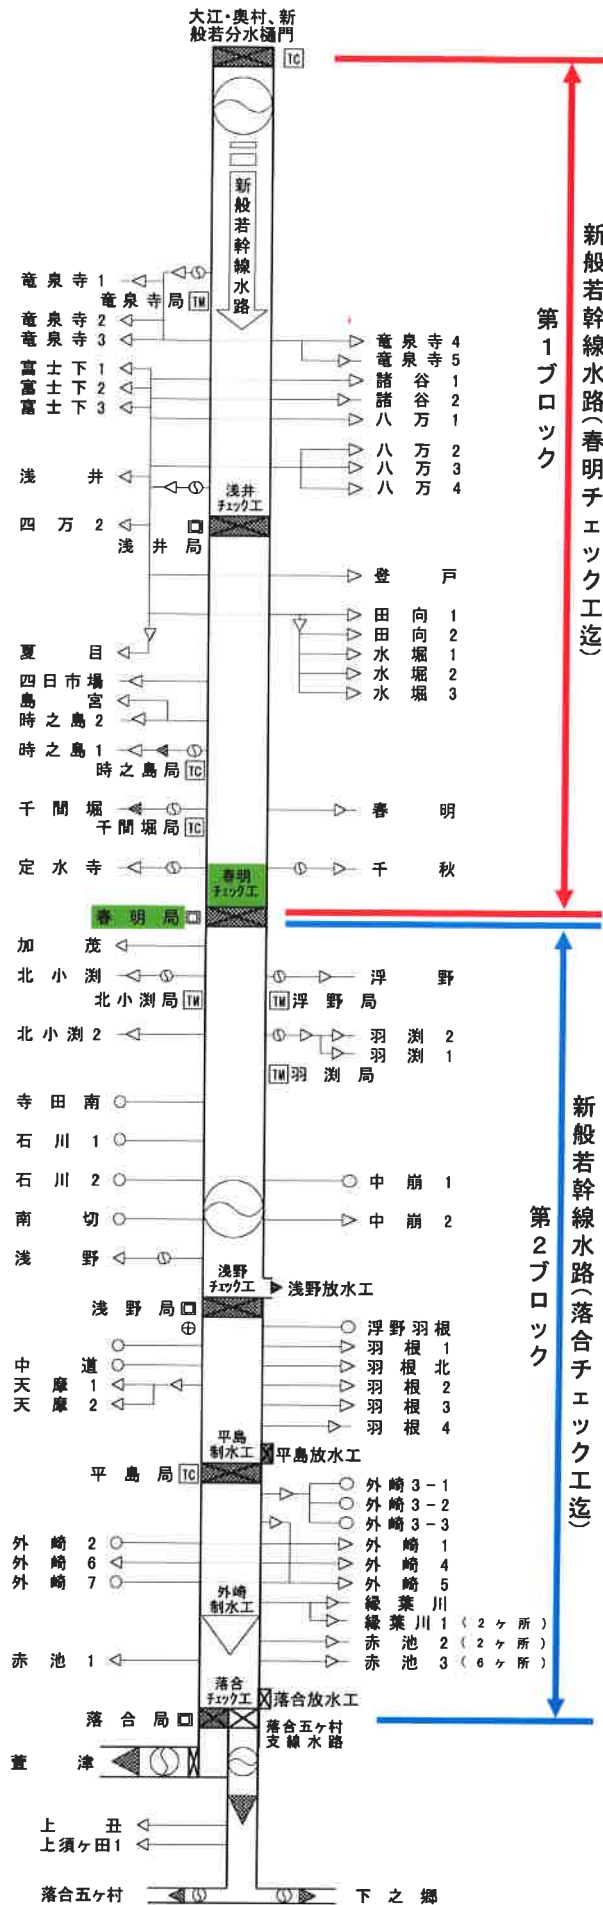 大江・奥村、新
般若分水樋門
TC
新般若幹線水路
竜泉寺1
竜泉寺局 TM
竜泉寺2
竜泉寺3
竜泉寺4
竜泉寺5
富士下1
富士下2
富士下3
諸谷1
諸谷2
八万1
八万2
八万3
八万4
浅井
浅井
チェック工
四万2
浅井局
登戸
田向1
田向2
水堀1
水堀2
水堀3
夏目
四日市場
島宮
時之島2
時之島1
時之島局 TC
千間堀
千間堀局 TC
春明
定水寺
千秋
春明
チェック工
春明局
新般若幹線水路(春明チェック工迄)
第1ブロック
加茂
北小渕
北小渕局 TM
浮野
TM 浮野局
北小渕2
羽渕2
羽渕1
TM 羽渕局
寺田南
石川1
石川2
中崩1
南切
中崩2
浅野
浅野
チェック工
浅野放水工
浅野局
浮野羽根
羽根1
中道
羽根北
天摩1
羽根2
天摩2
羽根3
羽根4
平島
制水工
平島放水工
平島局 TC
外崎3-1
外崎3-2
外崎3-3
外崎2
外崎1
外崎6
外崎4
外崎7
外崎5
外崎
制水工
縁葉川
縁葉川1(2ヶ所)
赤池2(2ヶ所)
赤池1
赤池3(6ヶ所)
落合
チェック工
落合放水工
落合局
落合五ヶ村
支線水路
新般若幹線水路(落合チェック工迄)
第2ブロック
萱津
上丑
上須ヶ田1
落合五ヶ村
下之郷